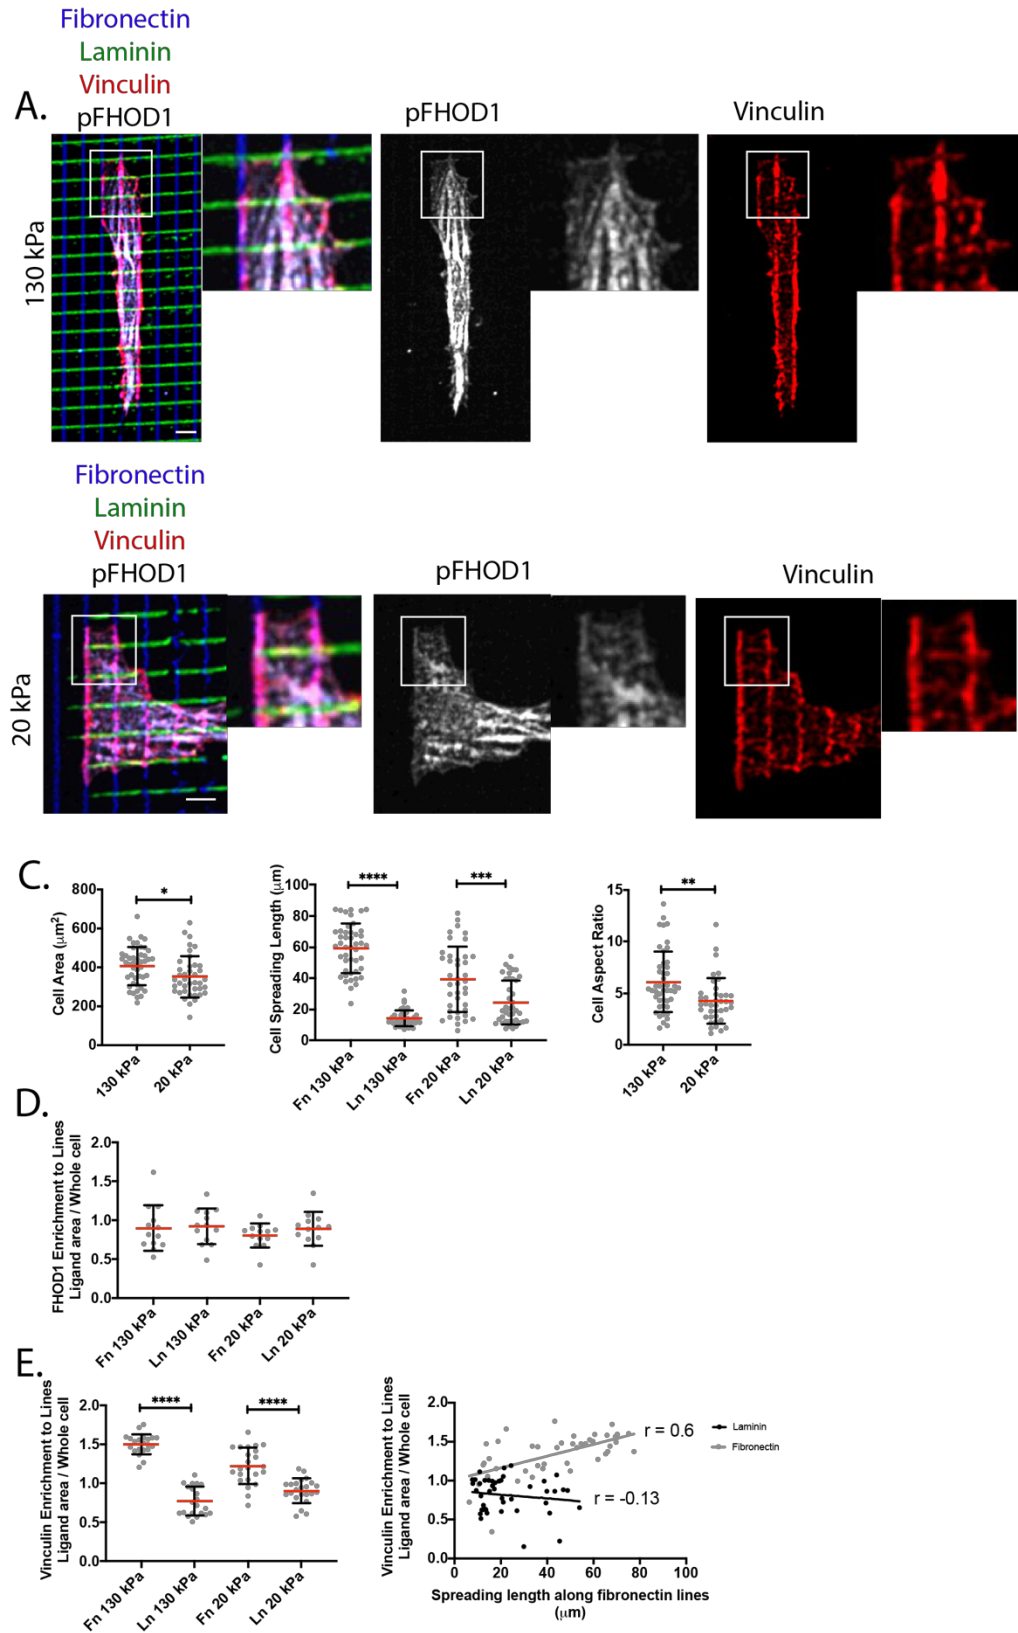 Fibronectin
Laminin
Vinculin
A.
pFHOD1
pFHOD1
Vinculin
130 kPa
Fibronectin
Laminin
Vinculin
pFHOD1
pFHOD1
Vinculin
20 kPa
C.
Cell Area (μm²)
800
600
400
200
0
*
130 kPa
20 kPa
Cell Spreading Length (μm)
100
80
60
40
20
0
****
***
Fn 130 kPa
Ln 130 kPa
Fn 20 kPa
Ln 20 kPa
Cell Aspect Ratio
15
10
5
0
**
130 kPa
20 kPa
D.
FHOD1 Enrichment to Lines
Ligand area / Whole cell
2.0
1.5
1.0
0.5
0.0
Fn 130 kPa
Ln 130 kPa
Fn 20 kPa
Ln 20 kPa
E.
Vinculin Enrichment to Lines
Ligand area / Whole cell
2.0
1.5
1.0
0.5
0.0
****
****
Fn 130 kPa
Ln 130 kPa
Fn 20 kPa
Ln 20 kPa
Vinculin Enrichment to Lines
Ligand area / Whole cell
2.0
1.5
1.0
0.5
0.0
r = 0.6
r = -0.13
Laminin
Fibronectin
0
20
40
60
80
100
Spreading length along fibronectin lines
(μm)